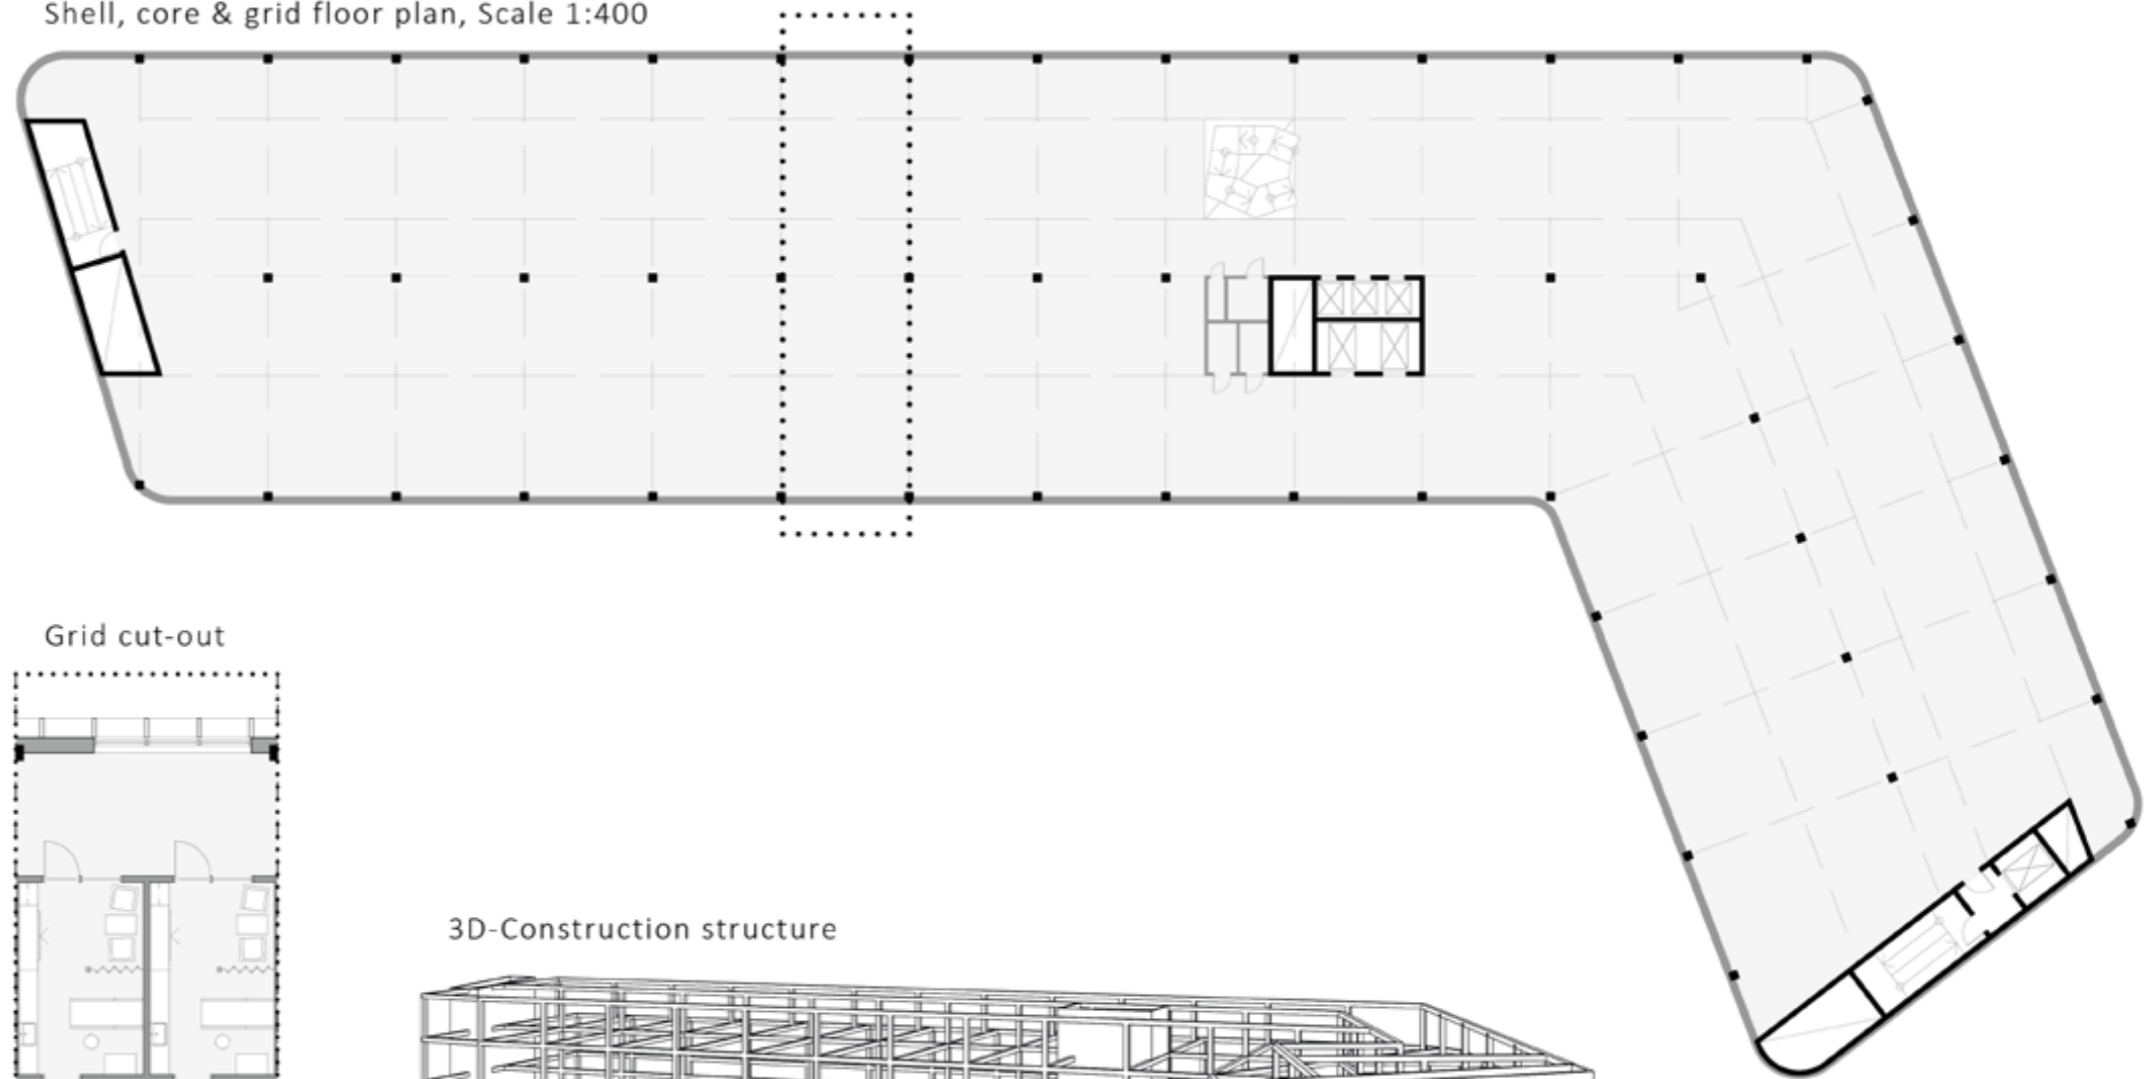 Shell, core & grid floor plan, Scale 1:400
Grid cut-out
3D-Construction structure